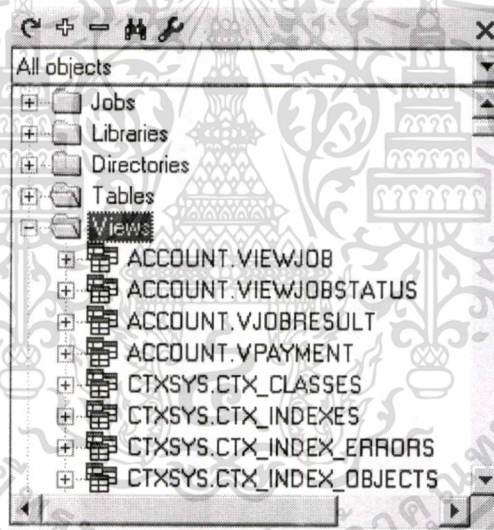 All objects
Jobs
Libraries
Directories
Tables
Views
ACCOUNT.VIEWJOB
ACCOUNT.VIEWJOBSTATUS
ACCOUNT.VJOBRESULT
ACCOUNT.VPAYMENT
CTXSYS.CTX_CLASSES
CTXSYS.CTX_INDEXES
CTXSYS.CTX_INDEX_ERRORS
CTXSYS.CTX_INDEX_OBJECTS